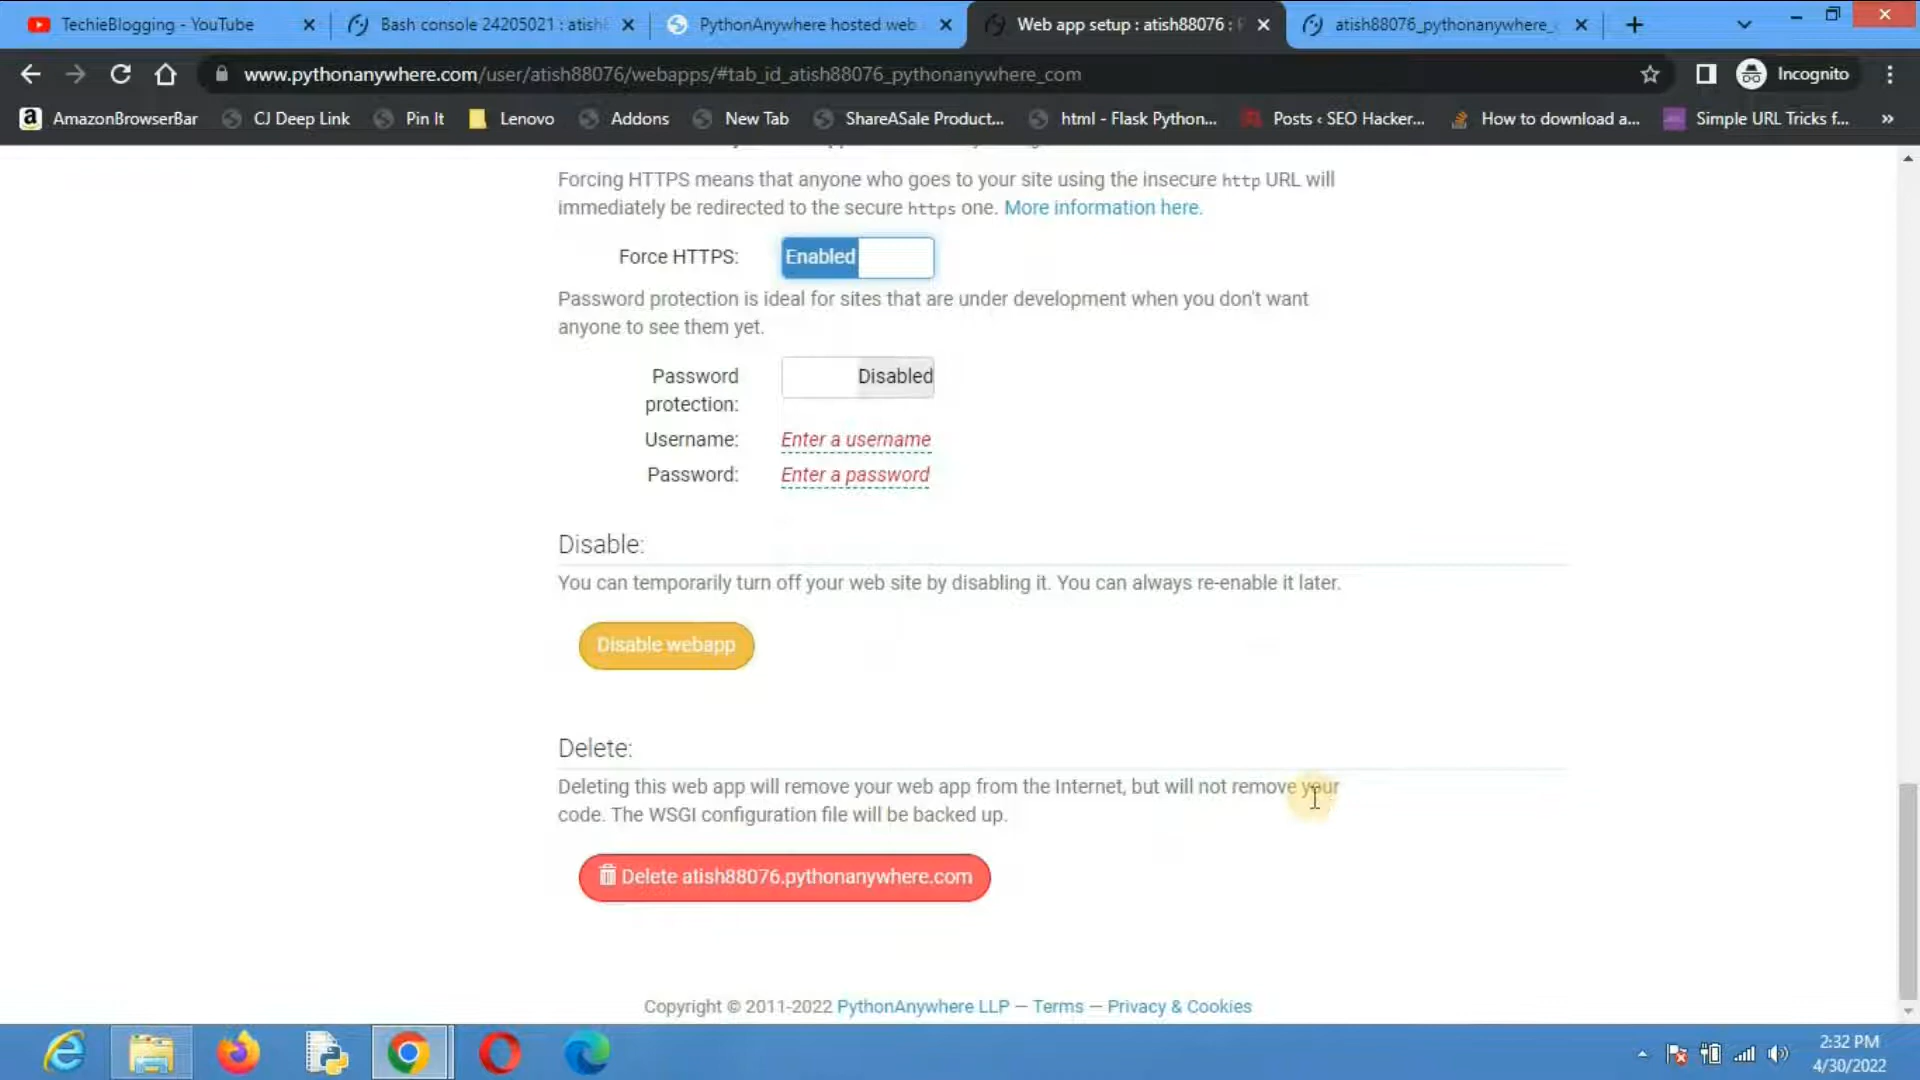 TechieBlogging - YouTube
Bash console 24205021 : atish
PythonAnywhere hosted web
Web app setup : atish88076 :
atish88076_pythonanywhere_
www.pythonanywhere.com/user/atish88076/webapps/#tab_id_atish88076_pythonanywhere_com
Incognito
AmazonBrowserBar
CJ Deep Link
Pin It
Lenovo
Addons
New Tab
ShareASale Product...
html - Flask Python...
Posts ‹ SEO Hacker...
How to download a...
Simple URL Tricks f...
»
Forcing HTTPS means that anyone who goes to your site using the insecure http URL will
immediately be redirected to the secure https one. More information here.
Force HTTPS: Enabled
Password protection is ideal for sites that are under development when you don't want
anyone to see them yet.
Password Disabled
protection:
Username: Enter a username
Password: Enter a password
Disable:
You can temporarily turn off your web site by disabling it. You can always re-enable it later.
Disable webapp
Delete:
Deleting this web app will remove your web app from the Internet, but will not remove your
code. The WSGI configuration file will be backed up.
Delete atish88076.pythonanywhere.com
Copyright © 2011-2022 PythonAnywhere LLP — Terms — Privacy & Cookies
2:32 PM
4/30/2022